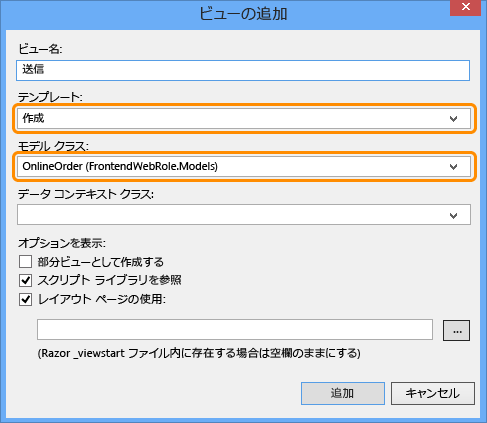 ビューの追加
ビュー名:
送信
テンプレート:
作成
モデル クラス:
OnlineOrder (FrontendWebRole.Models)
データ コンテキスト クラス:
オプションを表示:
部分ビューとして作成する
スクリプト ライブラリを参照
レイアウト ページの使用:
...
(Razor _viewstart ファイル内に存在する場合は空欄のままにする)
追加 キャンセル